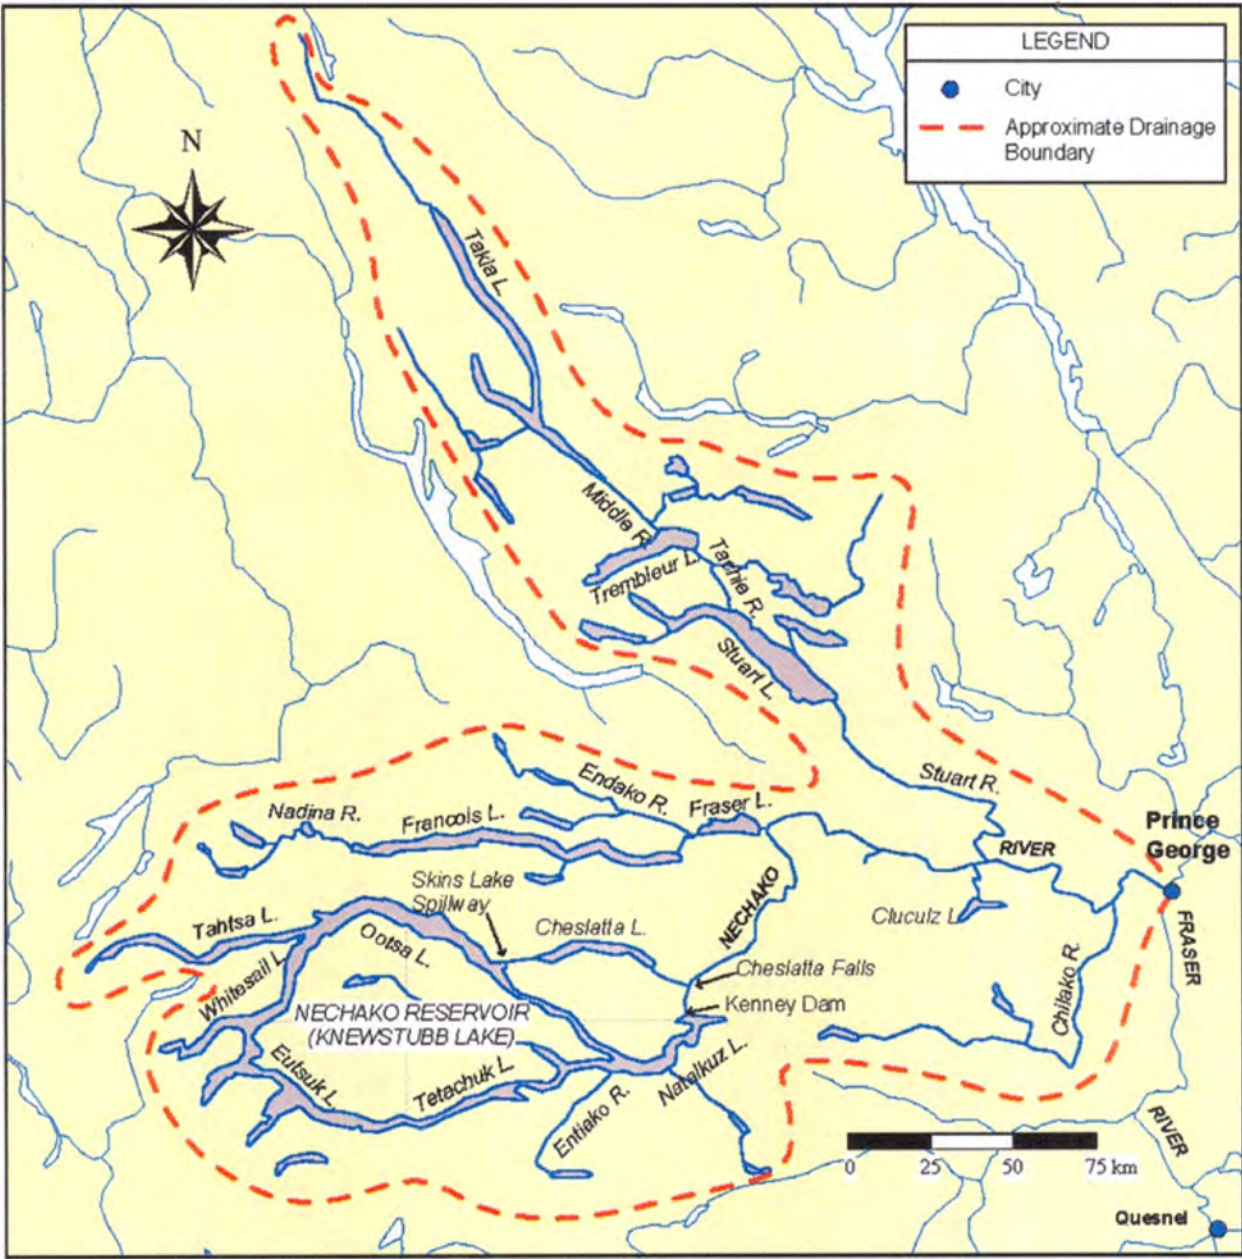 LEGEND
City
Approximate Drainage
Boundary
N
Takla L.
Middle R.
Trembleur L.
Tachie R.
Stuart L.
Stuart R.
Endako R.
Fraser L.
Nadina R.
Francois L.
Prince
George
RIVER
Skins Lake
Spillway
Cheslatta L.
NECHAKO
Cluculz L.
Tahtsa L.
Ootsa L.
Whitesail L.
Cheslatta Falls
Kenney Dam
FRASER
Chilako R.
NECHAKO RESERVOIR
(KNEWSTUBB LAKE)
Eutsuk L.
Tetachuk L.
Entiako R.
Natalkuz L.
RIVER
0 25 50 75 km
Quesnel